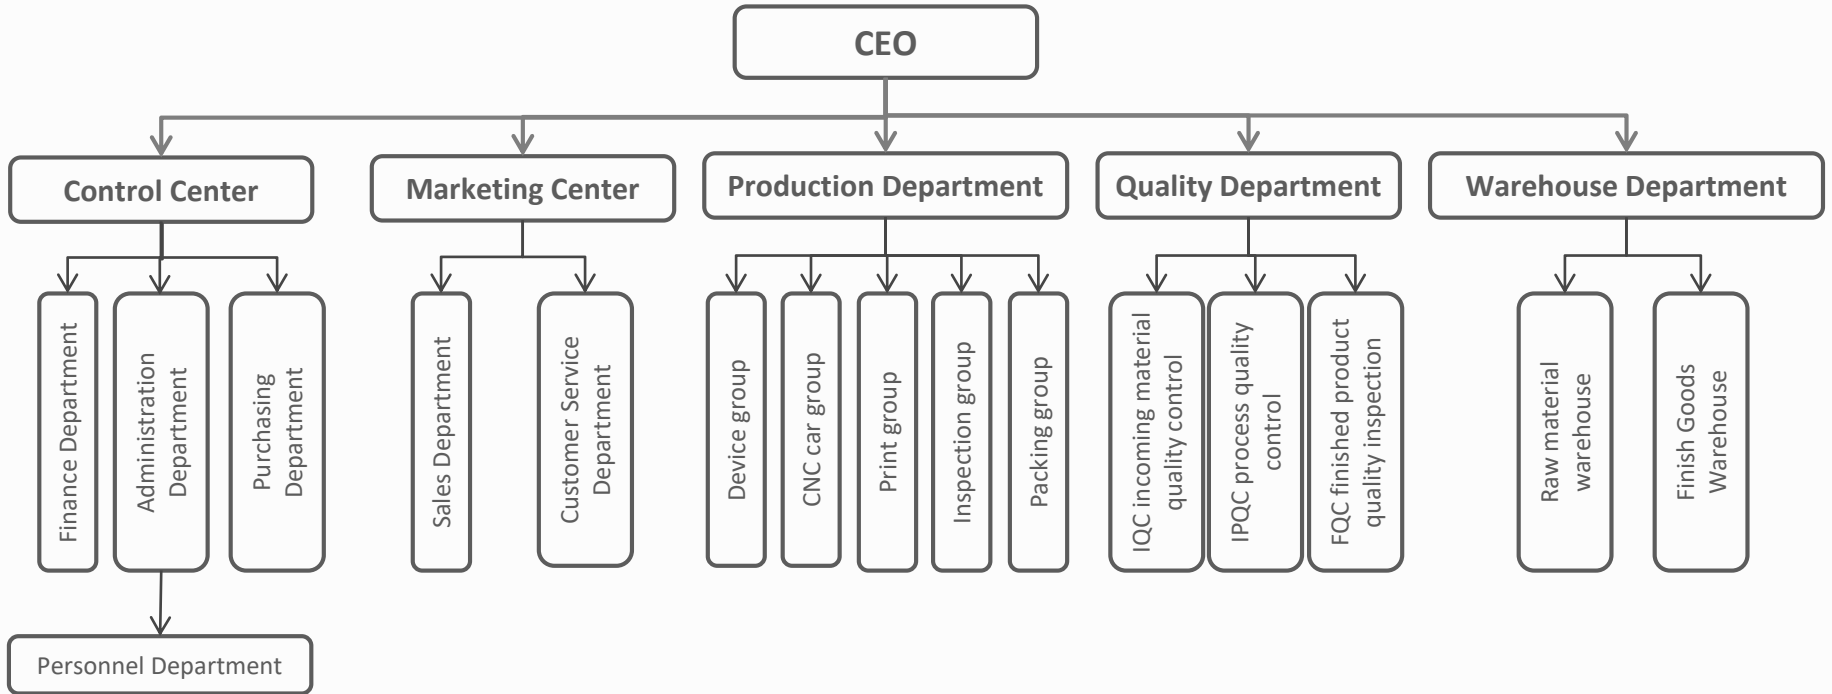 CEO
Control Center
Marketing Center
Production Department
Quality Department
Warehouse Department
Finance Department
Administration
Department
Purchasing
Department
Sales Department
Customer Service
Department
Device group
CNC car group
Print group
Inspection group
Packing group
IQC incoming material
quality control
IPQC process quality
control
FQC finished product
quality inspection
Raw material
warehouse
Finish Goods
Warehouse
Personnel Department